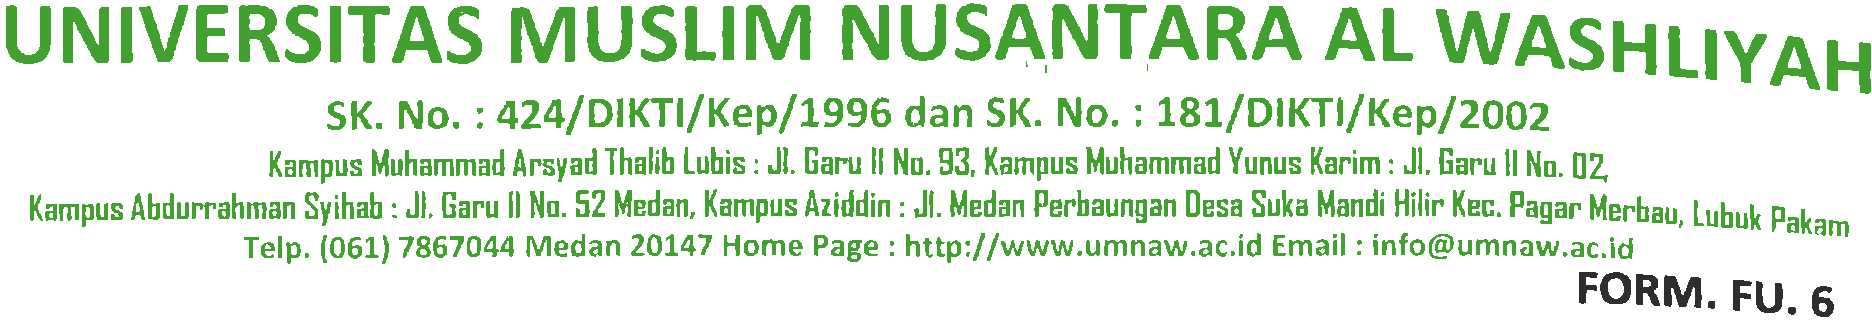 UNIVERSITAS MUSLIM NUSANTARA AL WASHLIYAH
SK. No. : 424/DIKTI/Kep/1996 dan SK. No. : 181/DIKTI/Kep/2002
Kampus Muhammad Arsyad Thalib Lubis : Jl. Garu II No. 93, Kampus Muhammad Yunus Karim : Jl. Garu II No. 02,
Kampus Abdurrahman Syihab : Jl. Garu II No. 52 Medan, Kampus Aziddin : Jl. Medan Perbaungan Desa Suka Mandi Hilir Kec. Pagar Merbau, Lubuk Pakam
Telp. (061) 7867044 Medan 20147 Home Page : http://www.umnaw.ac.id Email : info@umnaw.ac.id
FORM. FU. 6